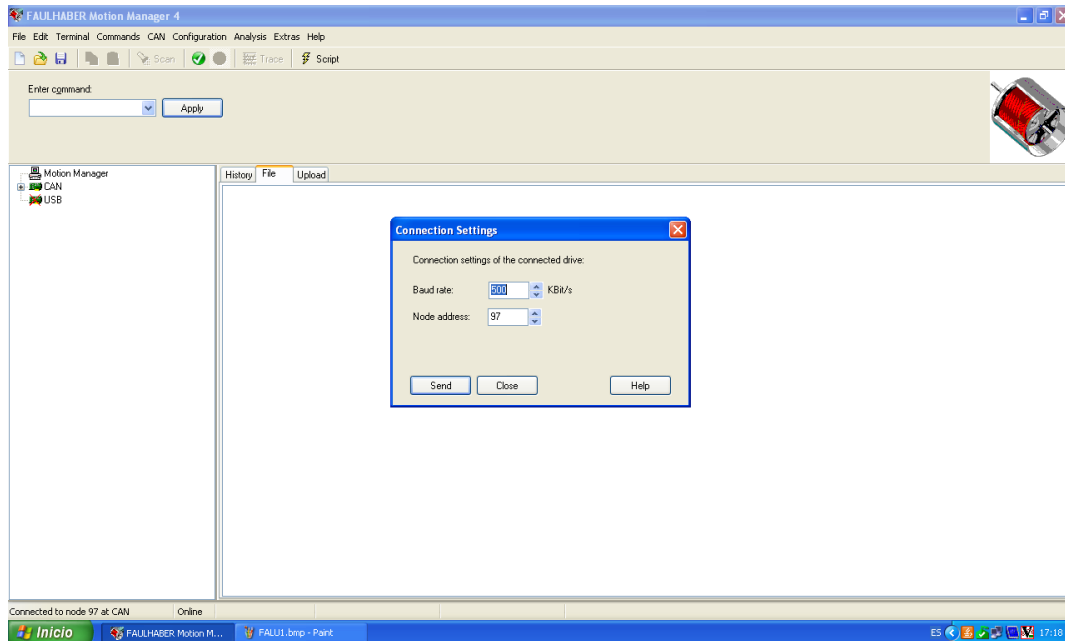 FAULHABER Motion Manager 4
File Edit Terminal Commands CAN Configuration Analysis Extras Help
Scan Trace Script
Enter command:
Apply
Motion Manager
CAN
USB
History File Upload
Connection Settings
Connection settings of the connected drive:
Baud rate: 500 KBit/s
Node address: 97
Send Close Help
Connected to node 97 at CAN Online
Inicio FAULHABER Motion M... FALU1.bmp - Paint ES 17:18